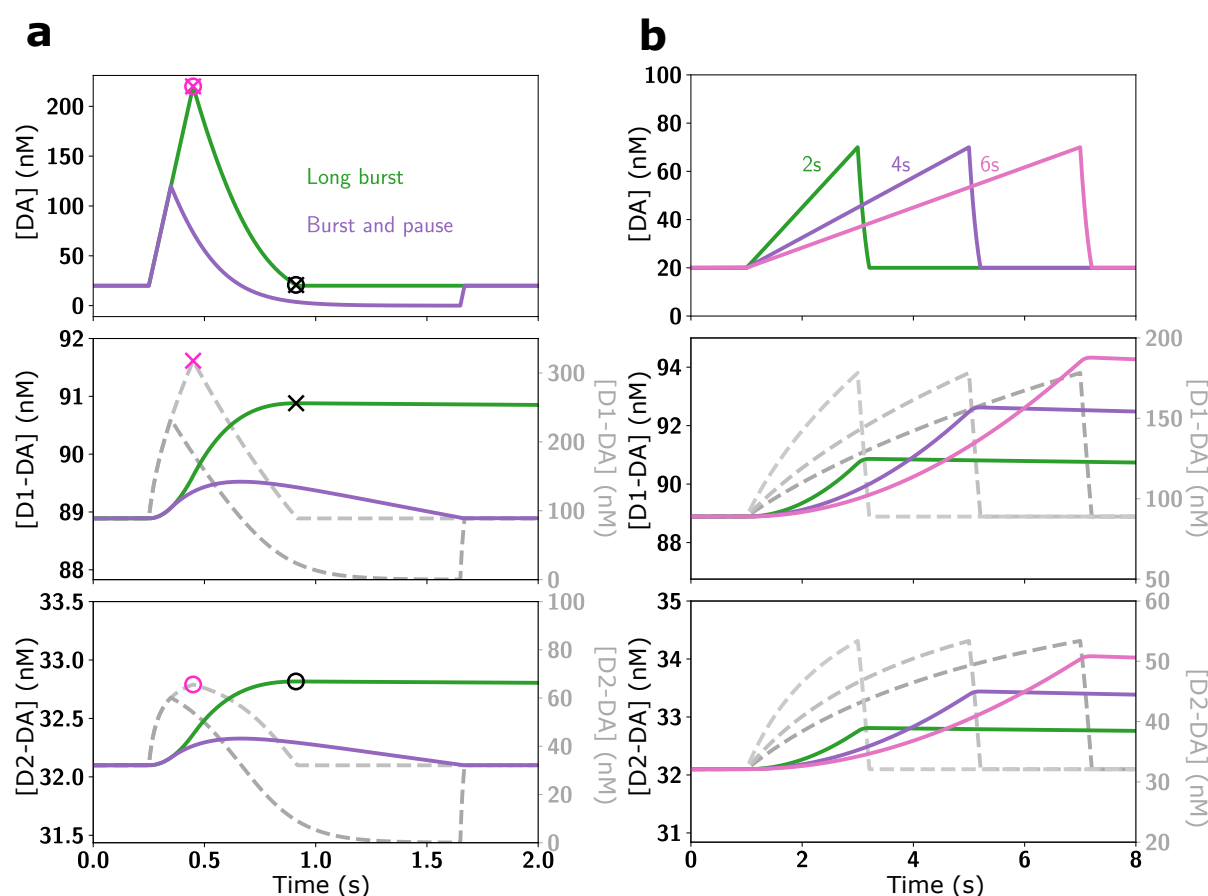 a
[DA] (nM)
200
150
100
50
0
Long burst
Burst and pause
[D1-DA] (nM)
92
91
90
89
88
300
200
100
0
[D1-DA] (nM)
[D2-DA] (nM)
33.5
33.0
32.5
32.0
31.5
100
80
60
40
20
0
[D2-DA] (nM)
0.0 0.5 1.0 1.5 2.0
Time (s)
b
[DA] (nM)
100
80
60
40
20
0
2s 4s 6s
[D1-DA] (nM)
94
92
90
88
200
150
100
50
[D1-DA] (nM)
[D2-DA] (nM)
35
34
33
32
31
60
50
40
30
20
[D2-DA] (nM)
0 2 4 6 8
Time (s)